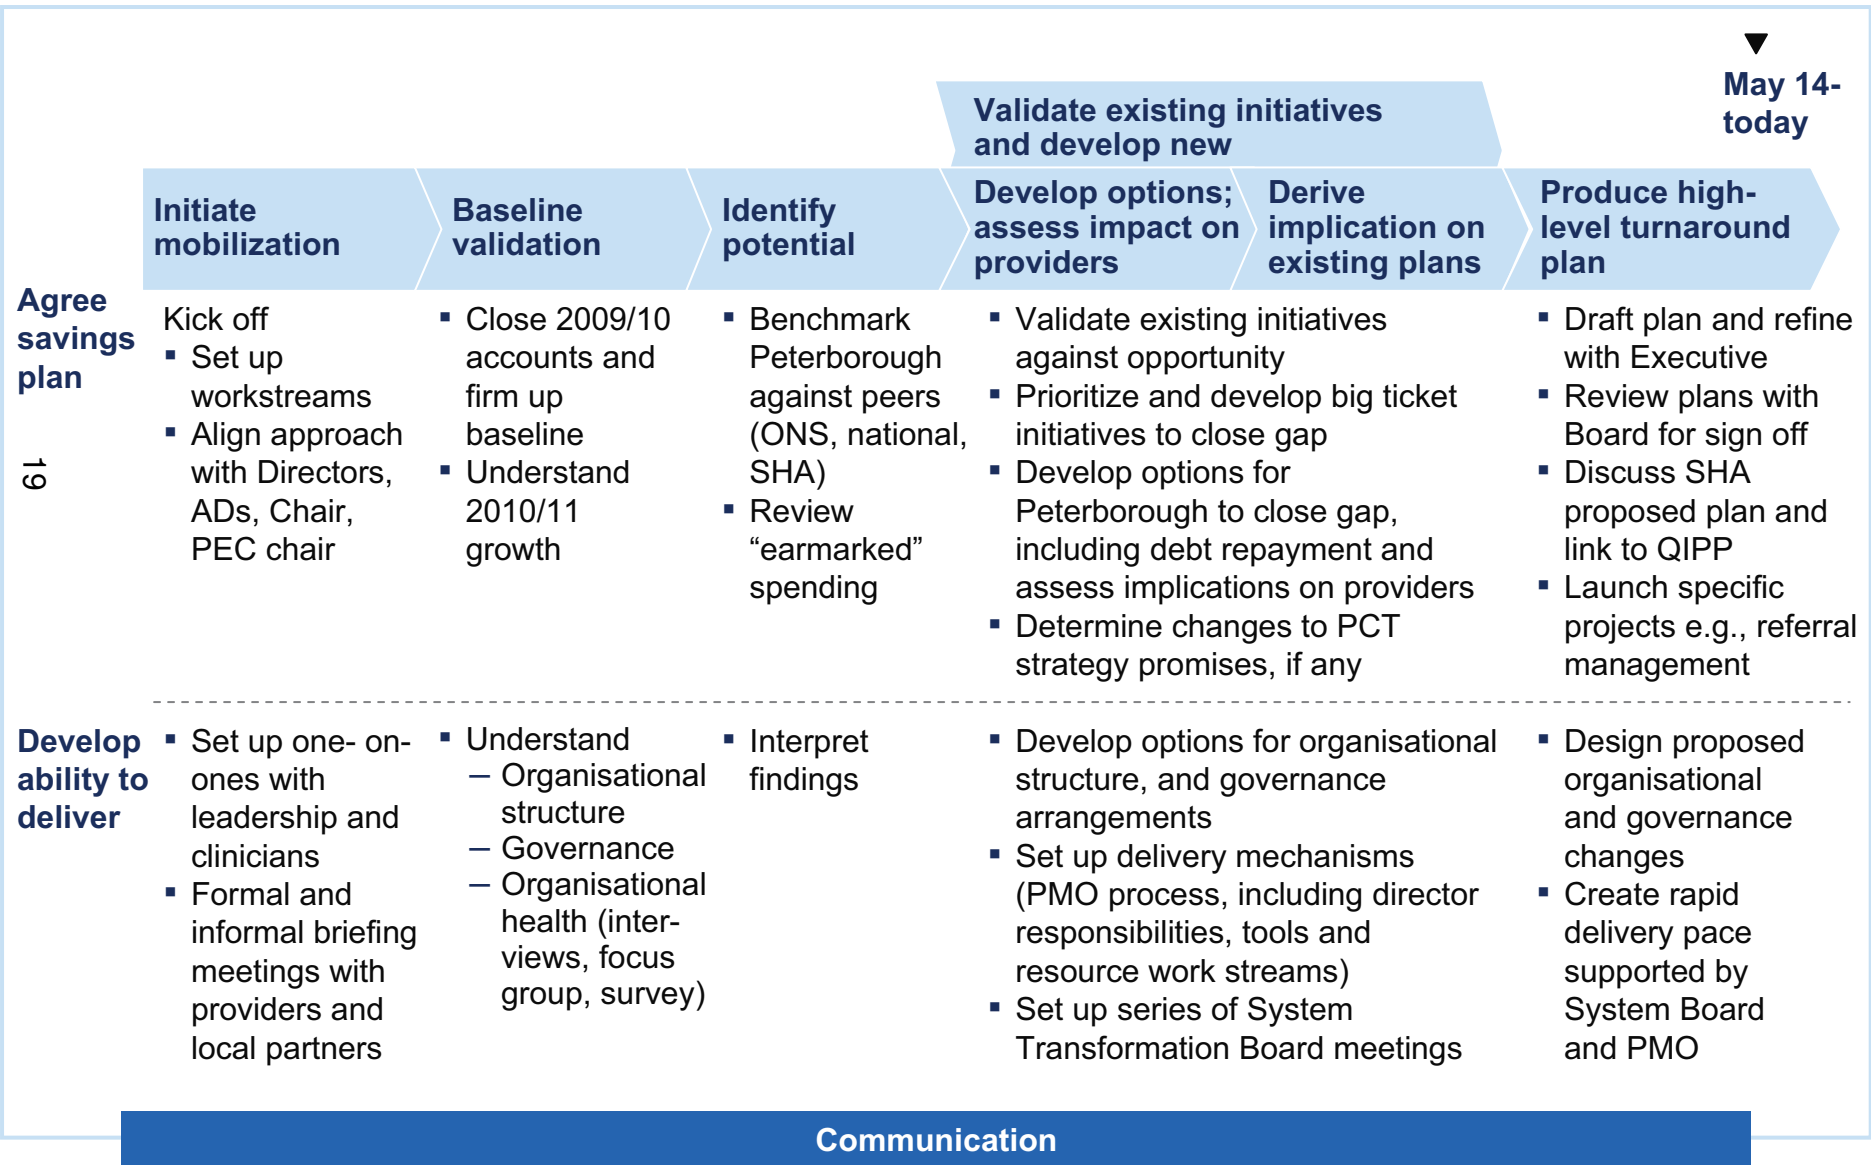 May 14-
today
Validate existing initiatives
and develop new
Initiate
mobilization
Baseline
validation
Identify
potential
Develop options;
assess impact on
providers
Derive
implication on
existing plans
Produce high-
level turnaround
plan
Agree
savings
plan
Kick off
▪ Set up
workstreams
▪ Align approach
with Directors,
ADs, Chair,
PEC chair
▪ Close 2009/10
accounts and
firm up
baseline
▪ Understand
2010/11
growth
▪ Benchmark
Peterborough
against peers
(ONS, national,
SHA)
▪ Review
“earmarked”
spending
▪ Validate existing initiatives
against opportunity
▪ Prioritize and develop big ticket
initiatives to close gap
▪ Develop options for
Peterborough to close gap,
including debt repayment and
assess implications on providers
▪ Determine changes to PCT
strategy promises, if any
▪ Draft plan and refine
with Executive
▪ Review plans with
Board for sign off
▪ Discuss SHA
proposed plan and
link to QIPP
▪ Launch specific
projects e.g., referral
management
19
Develop
ability to
deliver
▪ Set up one- on-
ones with
leadership and
clinicians
▪ Formal and
informal briefing
meetings with
providers and
local partners
▪ Understand
– Organisational
structure
– Governance
– Organisational
health (inter-
views, focus
group, survey)
▪ Interpret
findings
▪ Develop options for organisational
structure, and governance
arrangements
▪ Set up delivery mechanisms
(PMO process, including director
responsibilities, tools and
resource work streams)
▪ Set up series of System
Transformation Board meetings
▪ Design proposed
organisational
and governance
changes
▪ Create rapid
delivery pace
supported by
System Board
and PMO
Communication